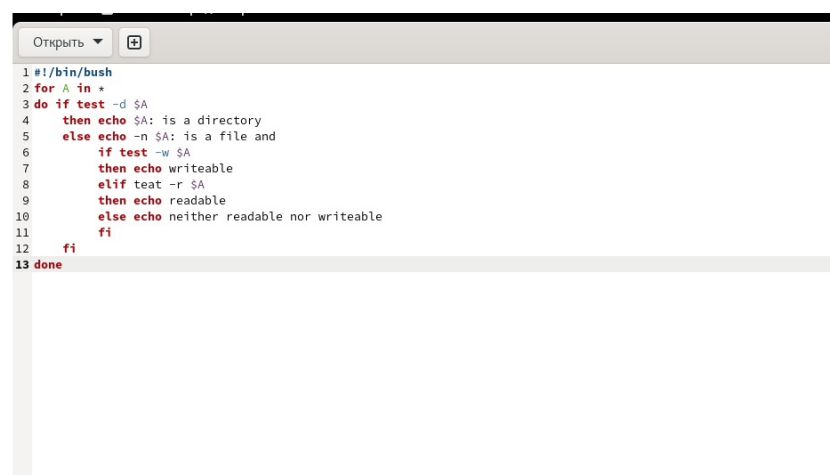 Открыть
1 #!/bin/bush
2 for A in *
3 do if test -d $A
4 then echo $A: is a directory
5 else echo -n $A: is a file and
6 if test -w $A
7 then echo writeable
8 elif teat -r $A
9 then echo readable
10 else echo neither readable nor writeable
11 fi
12 fi
13 done